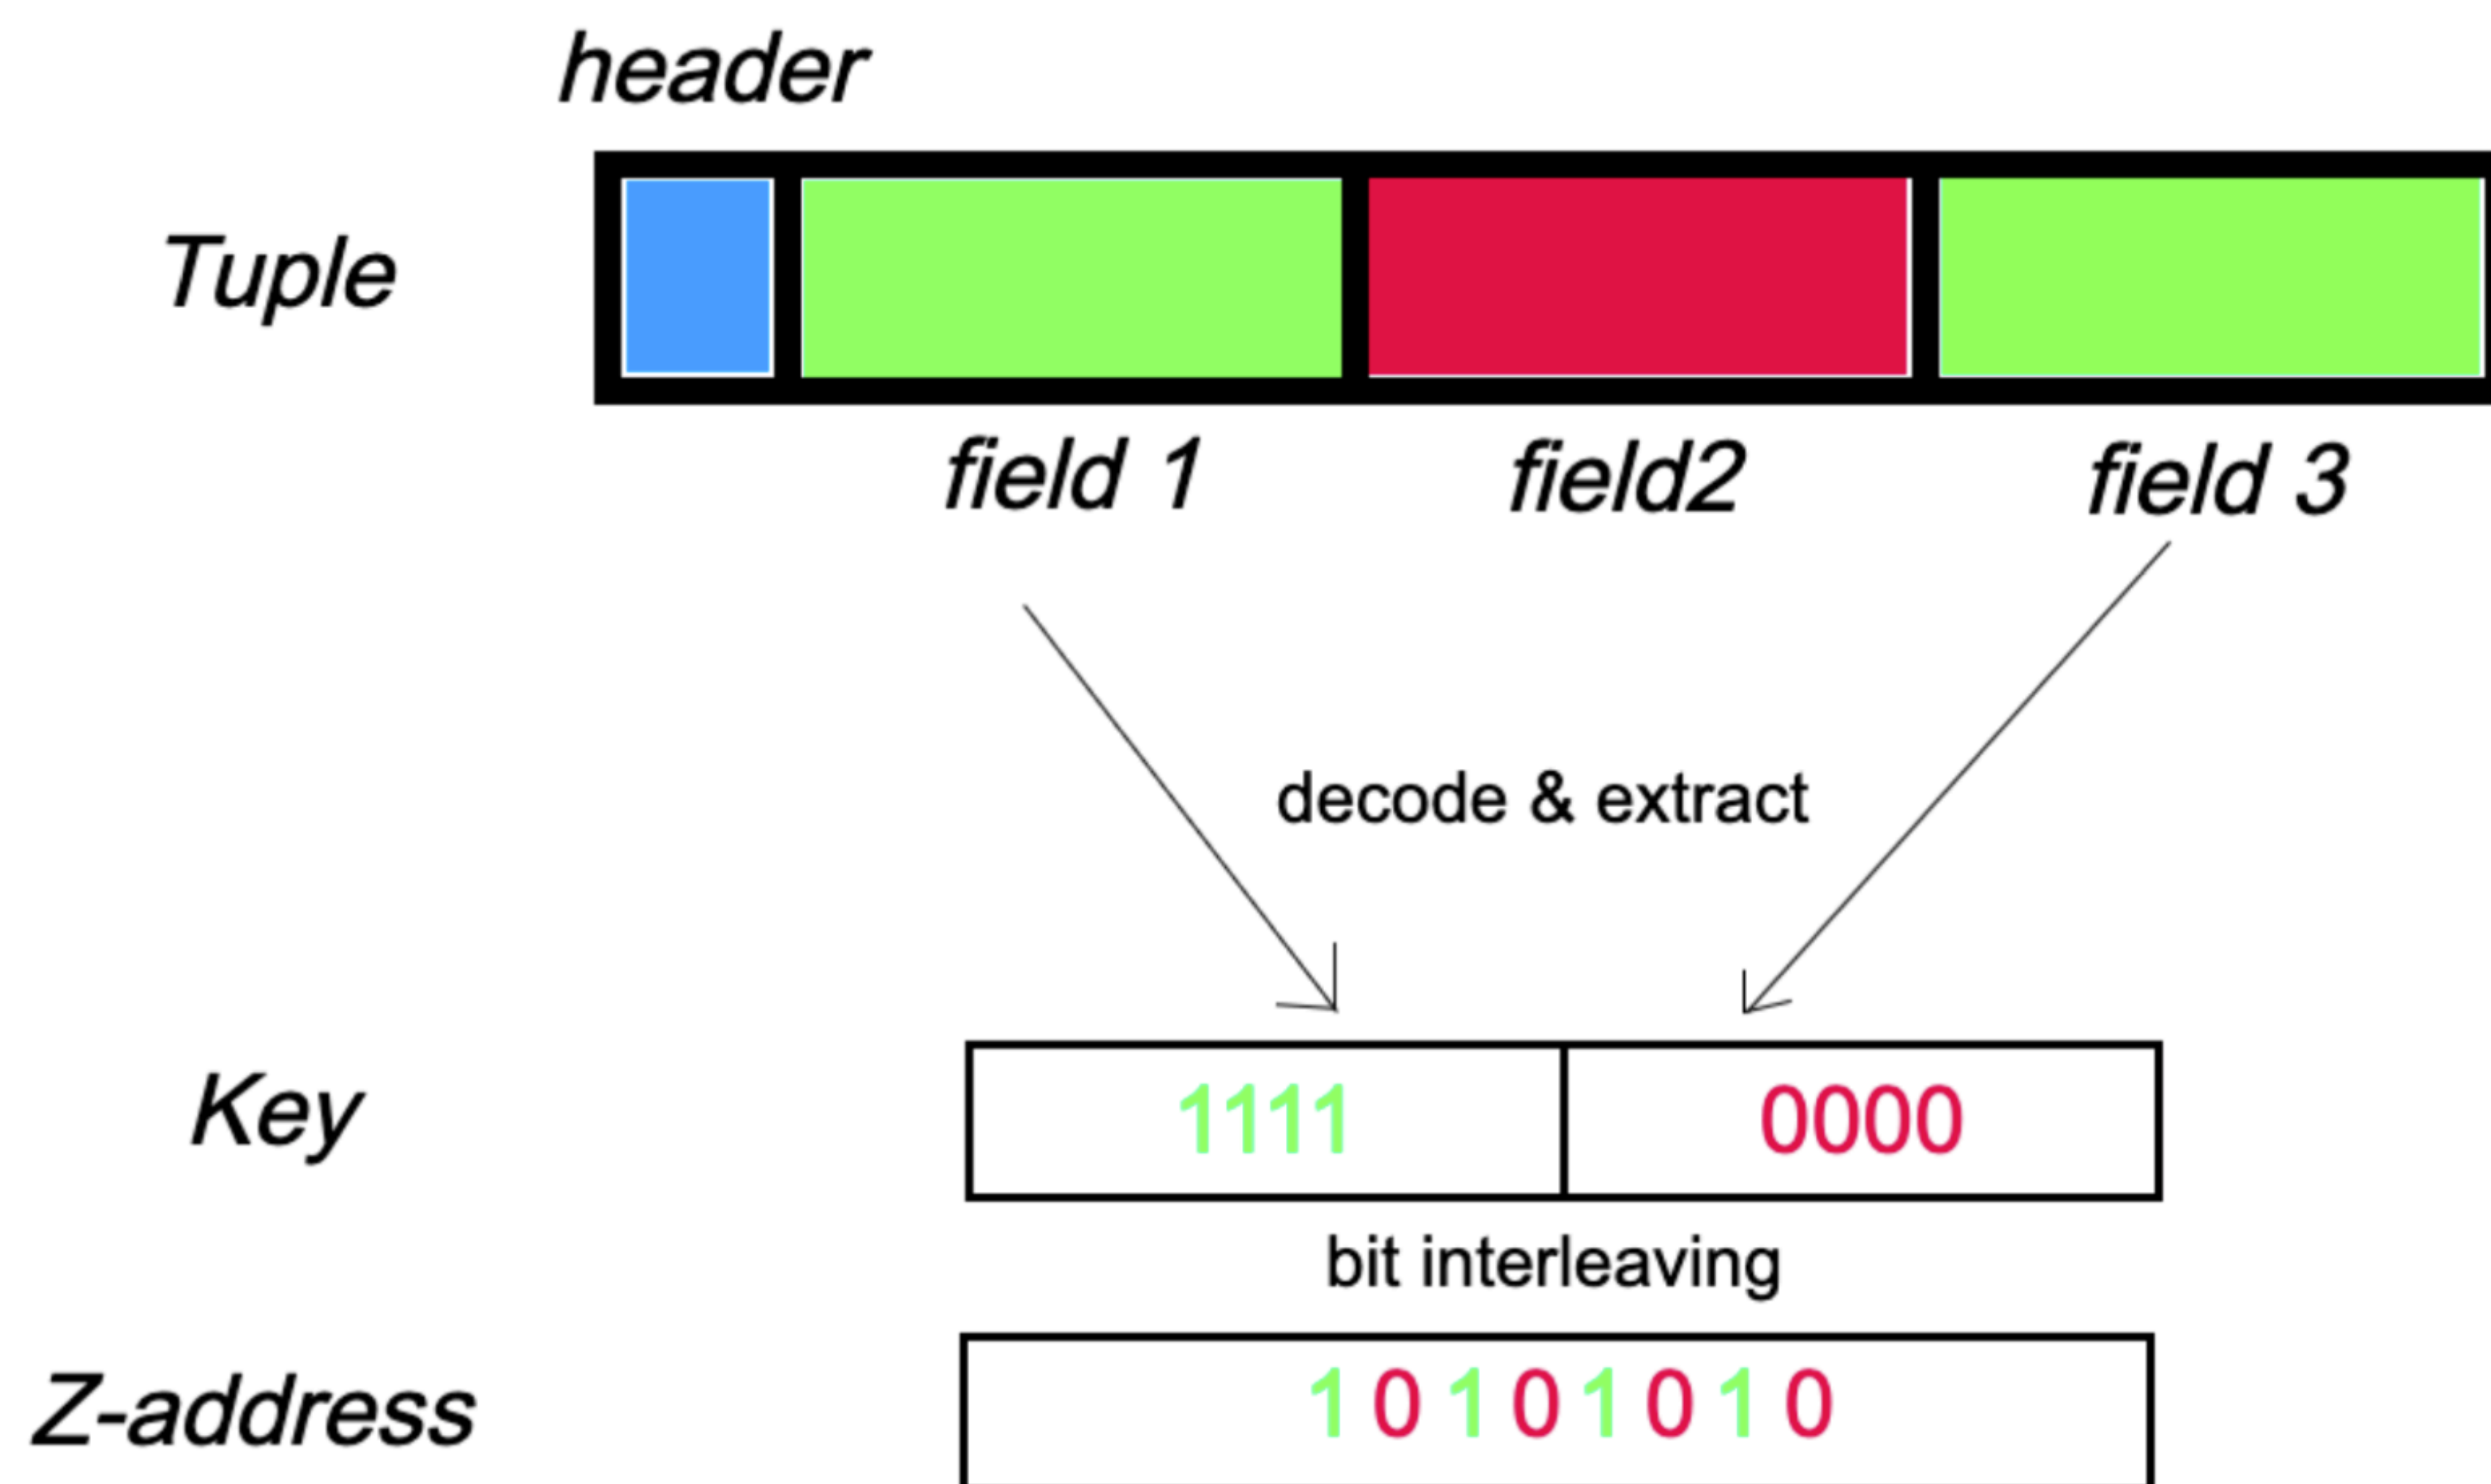 header
Tuple
field 1 field2 field 3
decode & extract
Key 1111 0000
bit interleaving
Z-address 1 0 1 0 1 0 1 0